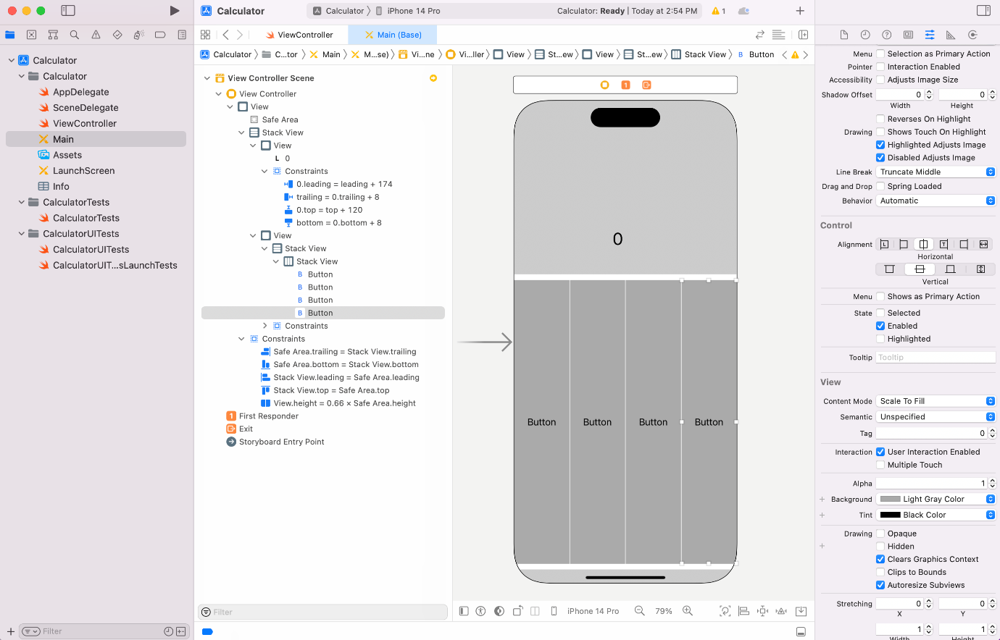 Calculator
Calculator
iPhone 14 Pro
Calculator: Ready | Today at 2:54 PM
1
ViewController
Main (Base)
Calculator
C...tor
Main
M...se)
Vi...ne
V...ller
View
St...ew
View
St...ew
Stack View
B Button
Calculator
Calculator
AppDelegate
SceneDelegate
ViewController
Main
Assets
LaunchScreen
Info
CalculatorTests
CalculatorTests
CalculatorUITests
CalculatorUITests
CalculatorUIT...sLaunchTests
Filter
View Controller Scene
View Controller
View
Safe Area
Stack View
View
L 0
Constraints
0.leading = leading + 174
trailing = 0.trailing + 8
0.top = top + 120
bottom = 0.bottom + 8
View
Stack View
Stack View
B Button
B Button
B Button
B Button
Constraints
Constraints
Safe Area.trailing = Stack View.trailing
Safe Area.bottom = Stack View.bottom
Stack View.leading = Safe Area.leading
Stack View.top = Safe Area.top
View.height = 0.66 × Safe Area.height
1 First Responder
Exit
Storyboard Entry Point
Filter
1
0
Button Button Button Button
iPhone 14 Pro
79%
Menu Selection as Primary Action
Pointer Interaction Enabled
Accessibility Adjusts Image Size
Shadow Offset 0 0
Width Height
Reverses On Highlight
Drawing Shows Touch On Highlight
Highlighted Adjusts Image
Disabled Adjusts Image
Line Break Truncate Middle
Drag and Drop Spring Loaded
Behavior Automatic
Control
Alignment L T
Horizontal
Vertical
Menu Shows as Primary Action
State Selected
Enabled
Highlighted
Tooltip Tooltip
View
Content Mode Scale To Fill
Semantic Unspecified
Tag 0
Interaction User Interaction Enabled
Multiple Touch
Alpha 1
+ Background Light Gray Color
+ Tint Black Color
Drawing Opaque
+ Hidden
Clears Graphics Context
Clips to Bounds
Autoresize Subviews
Stretching 0 0
X Y
1 1
Width Height